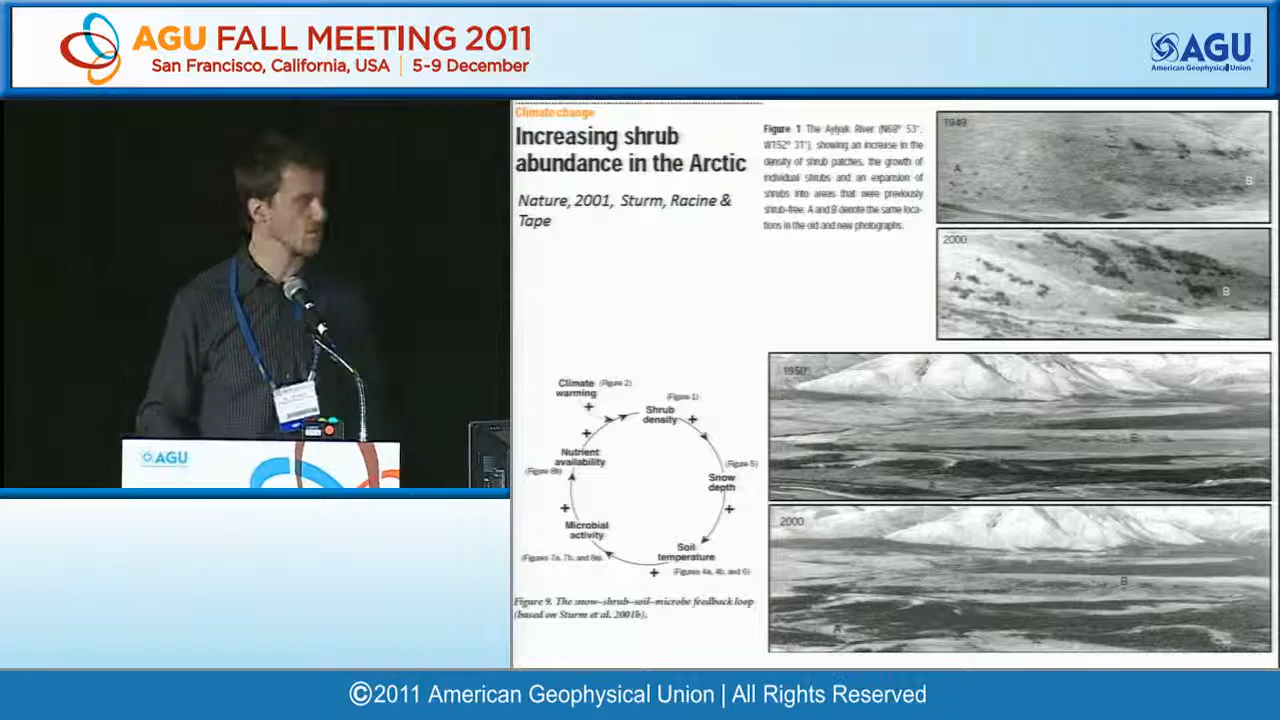 AGU FALL MEETING 2011
San Francisco, California, USA | 5-9 December
AGU
American Geophysical Union
AGU
Climate change
Increasing shrub
abundance in the Arctic
Nature, 2001, Sturm, Racine &
Tape
Figure 1 The Ayiyak River (N68° 53',
W152° 31'), showing an increase in the
density of shrub patches, the growth of
individual shrubs and an expansion of
shrubs into areas that were previously
shrub-free. A and B denote the same loca-
tions in the old and new photographs.
1949
A
B
2000
A
B
1950
B
A
2000
B
A
Climate
warming
(Figure 2)
+
(Figure 1)
Shrub
density
+
+
Nutrient
availability
(Figure 8b)
(Figure 5)
Snow
depth
+
+
Microbial
activity
(Figures 7a, 7b, and 8a)
Soil
temperature
+
(Figures 4a, 4b, and 6)
Figure 9. The snow–shrub–soil–microbe feedback loop
(based on Sturm et al. 2001b).
©2011 American Geophysical Union | All Rights Reserved